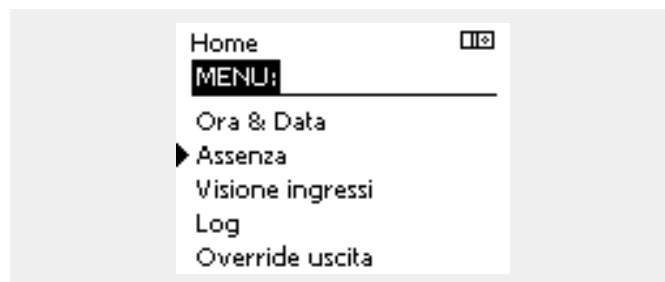 Home
MENU:
Ora & Data
Assenza
Visione ingressi
Log
Override uscita